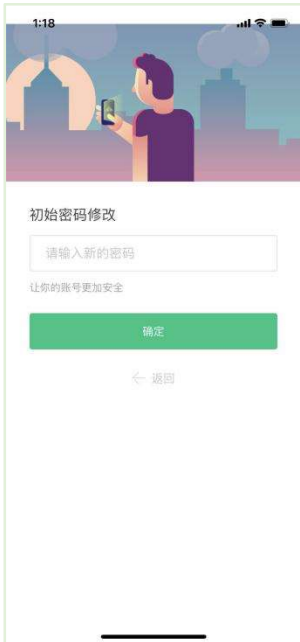 1:18
初始密码修改
请输入新的密码
让你的账号更加安全
确定
← 返回